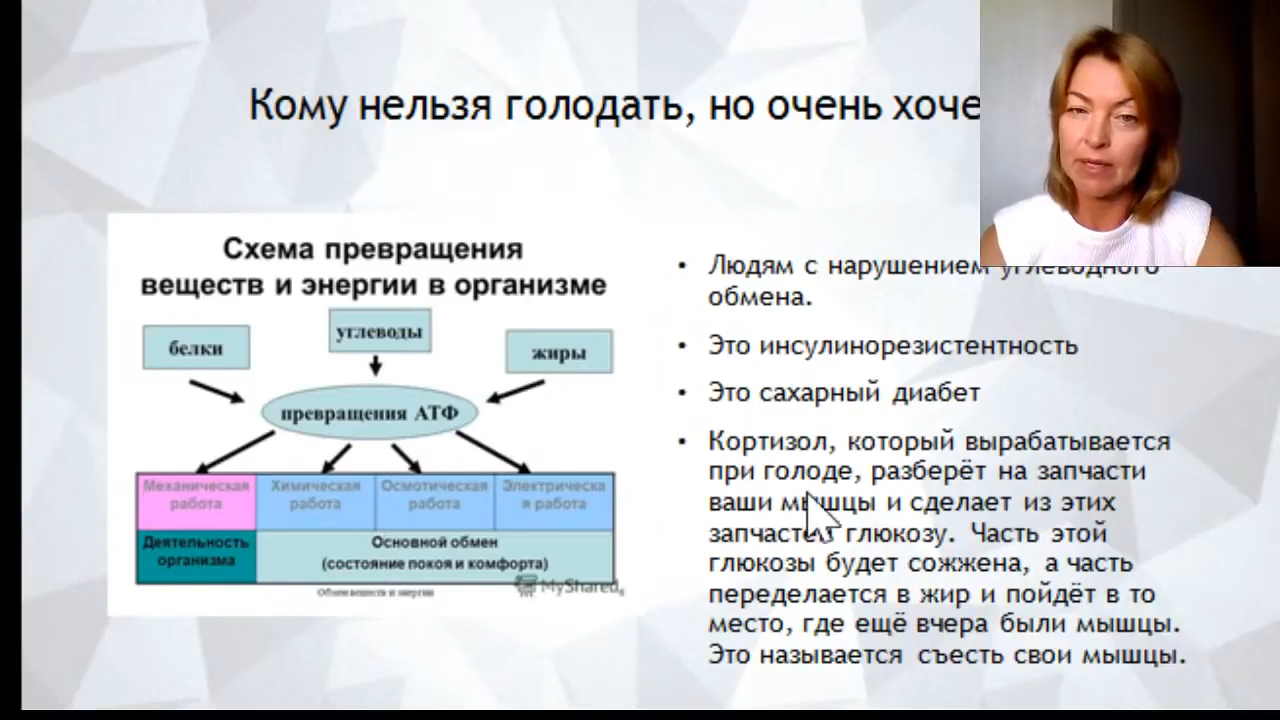 Кому нельзя голодать, но очень хоче
Схема превращения
веществ и энергии в организме
белки
углеводы
жиры
превращения АТФ
Механическая
работа
Химическая
работа
Осмотическая
работа
Электрическа
я работа
Деятельность
организма
Основной обмен
(состояние покоя и комфорта)
Обмен веществ и энергии
MyShared
• Людям с нарушением углеводного
обмена.
• Это инсулинорезистентность
• Это сахарный диабет
• Кортизол, который вырабатывается
при голоде, разберёт на запчасти
ваши мышцы и сделает из этих
запчастей глюкозу. Часть этой
глюкозы будет сожжена, а часть
переделается в жир и пойдёт в то
место, где ещё вчера были мышцы.
Это называется съесть свои мышцы.